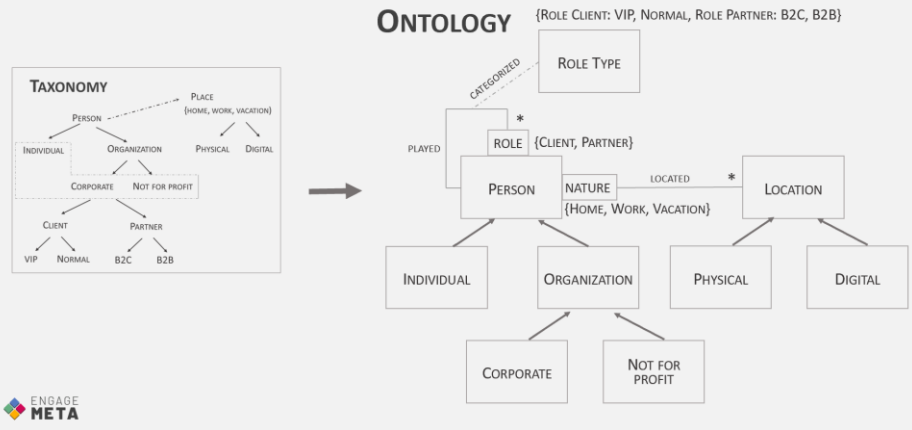 ONTOLOGY
{ROLE CLIENT: VIP, NORMAL, ROLE PARTNER: B2C, B2B}
TAXONOMY
PLACE
{HOME, WORK, VACATION}
PERSON
INDIVIDUAL
ORGANIZATION
PHYSICAL
DIGITAL
CORPORATE
NOT FOR PROFIT
CLIENT
PARTNER
VIP
NORMAL
B2C
B2B
ROLE TYPE
CATEGORIZED
*
PLAYED
ROLE
{CLIENT, PARTNER}
PERSON
NATURE
LOCATED
*
LOCATION
{HOME, WORK, VACATION}
INDIVIDUAL
ORGANIZATION
PHYSICAL
DIGITAL
CORPORATE
NOT FOR
PROFIT
ENGAGE
META